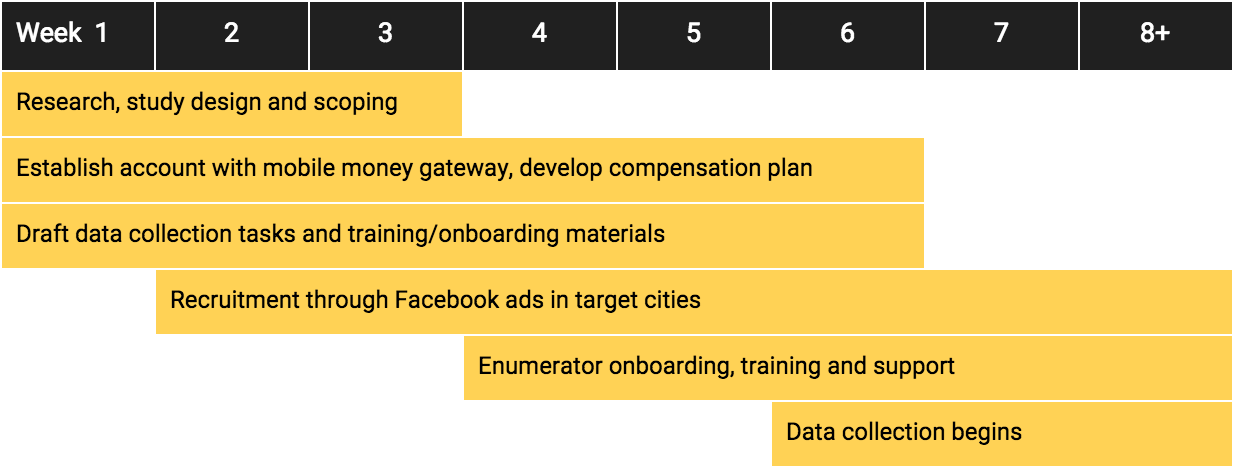 Week 1 2 3 4 5 6 7 8+
Research, study design and scoping
Establish account with mobile money gateway, develop compensation plan
Draft data collection tasks and training/onboarding materials
Recruitment through Facebook ads in target cities
Enumerator onboarding, training and support
Data collection begins